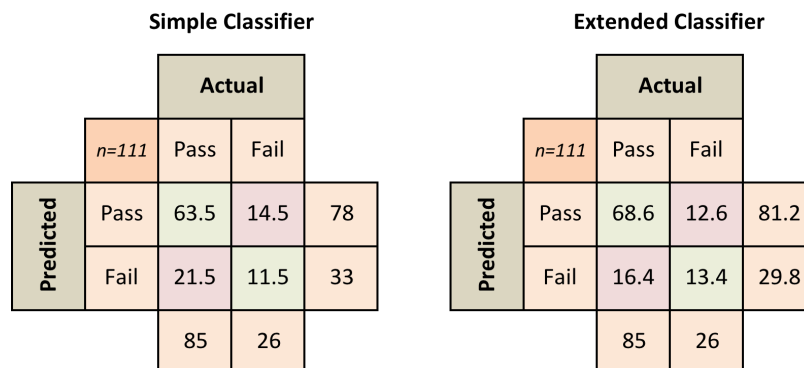 Simple Classifier
Actual
n=111 Pass Fail
Predicted
Pass 63.5 14.5 78
Fail 21.5 11.5 33
85 26
Extended Classifier
Actual
n=111 Pass Fail
Predicted
Pass 68.6 12.6 81.2
Fail 16.4 13.4 29.8
85 26